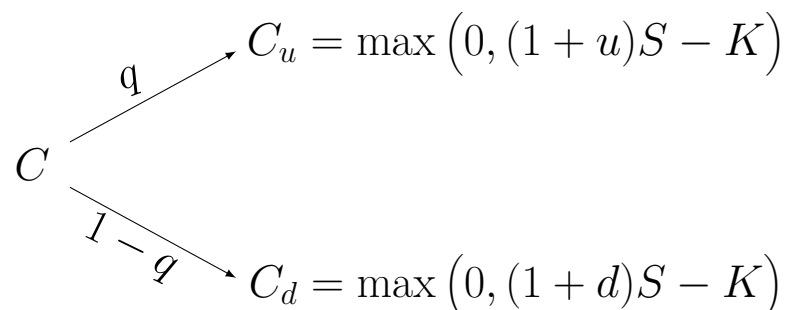 C_u = max(0, (1 + u)S − K)
q
C
1 − q
C_d = max(0, (1 + d)S − K)